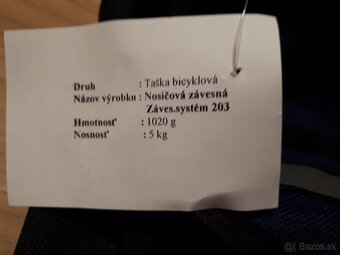 Druh : Taška bicyklová
Názov výrobku : Nosičová závesná
Záves.systém 203
Hmotnosť : 1020 g
Nosnosť : 5 kg
Bazos.sk